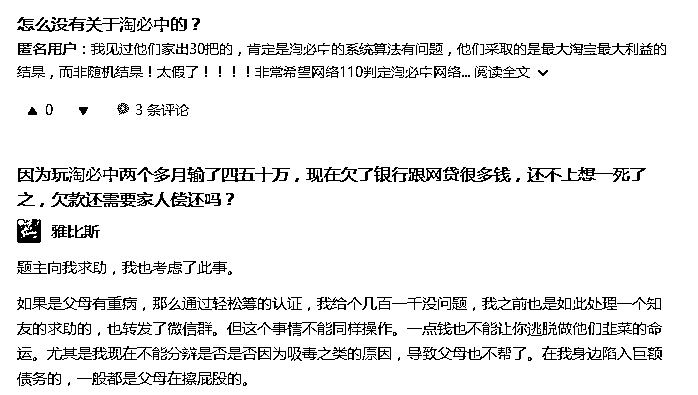 怎么没有关于淘必中的？
匿名用户：我见过他们家出30把的，肯定是淘必中的系统算法有问题，他们采取的是最大淘宝最大利益的
结果，而非随机结果！太假了！！！！非常希望网络110判定淘必中网络... 阅读全文
0 3 条评论
因为玩淘必中两个多月输了四五十万，现在欠了银行跟网贷很多钱，还不上想一死了
之，欠款还需要家人偿还吗？
雅比斯
题主向我求助，我也考虑了此事。
如果是父母有重病，那么通过轻松筹的认证，我给个几百一千没问题，我之前也是如此处理一个知
友的求助的，也转发了微信群。但这个事情不能同样操作。一点钱也不能让你逃脱做他们韭菜的命
运。尤其是我现在不能分辨是否是否因为吸毒之类的原因，导致父母也不帮了。在我身边陷入巨额
债务的，一般都是父母在擦屁股的。